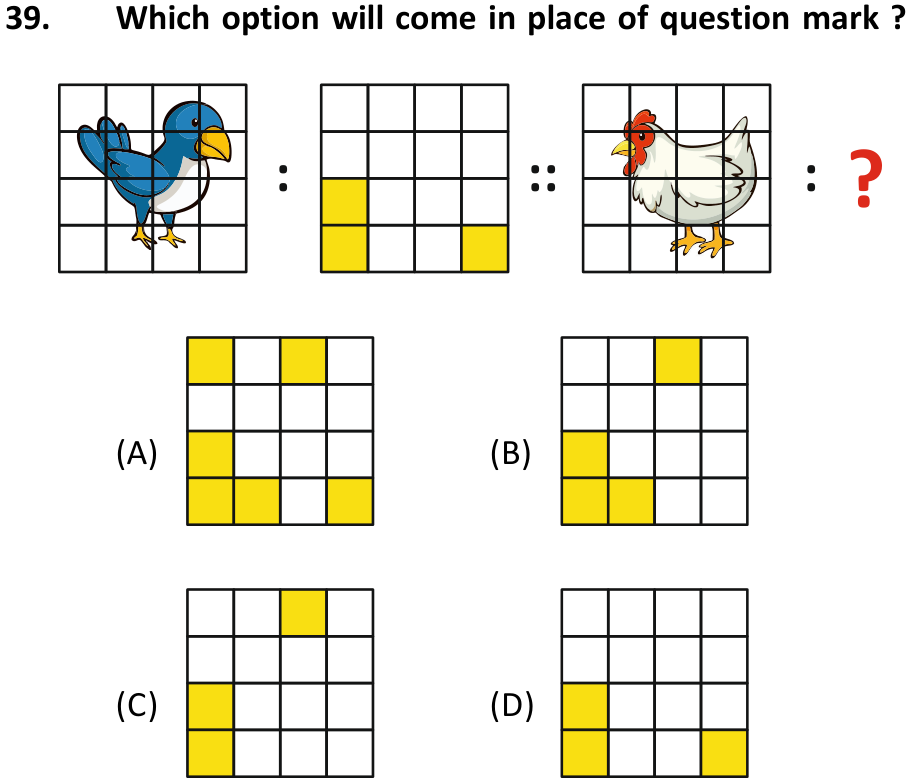 39. Which option will come in place of question mark ?
: :: : ?
(A) (B)
(C) (D)